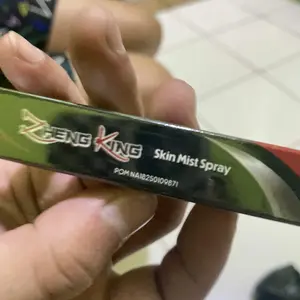 ZHENG KING Skin Mist Spray
POM NA18250109871